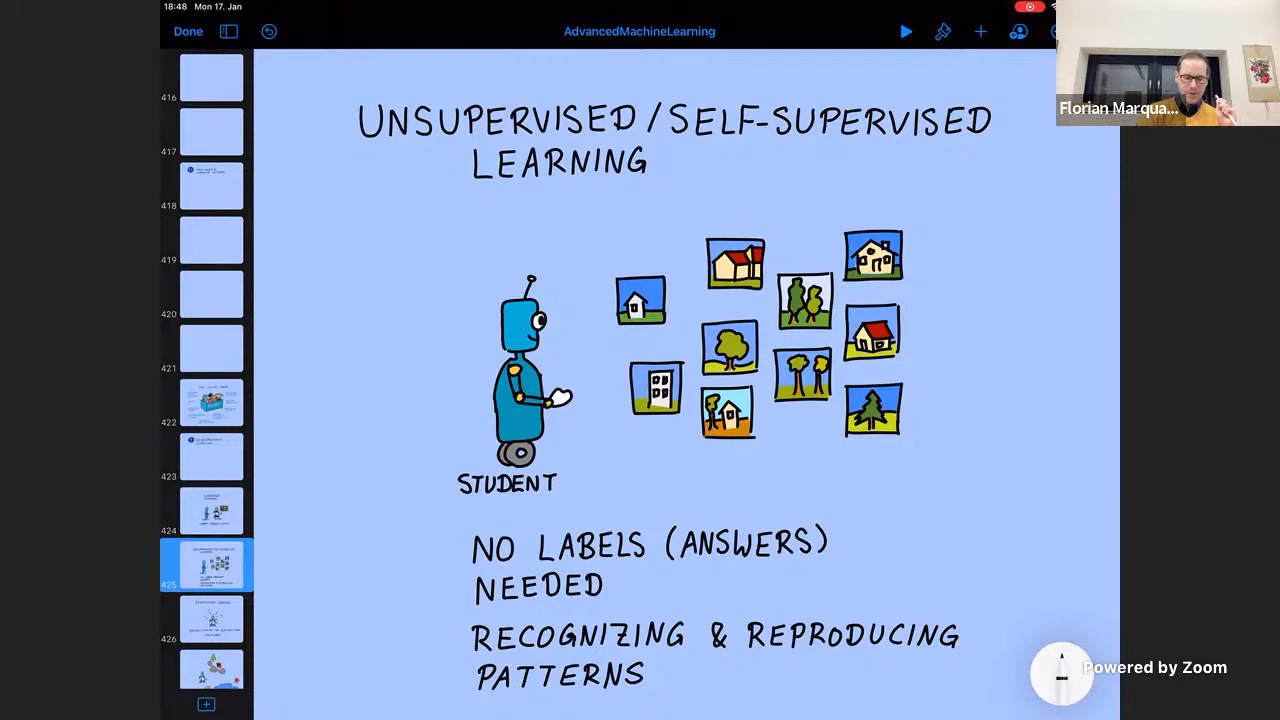 18:48 Mon 17. Jan
Done
AdvancedMachineLearning
Florian Marqua...
416
417
418
419
420
421
422
423
424
425
426
UNSUPERVISED/SELF-SUPERVISED
LEARNING
STUDENT
NO LABELS (ANSWERS)
NEEDED
RECOGNIZING & REPRODUCING
PATTERNS
Powered by Zoom